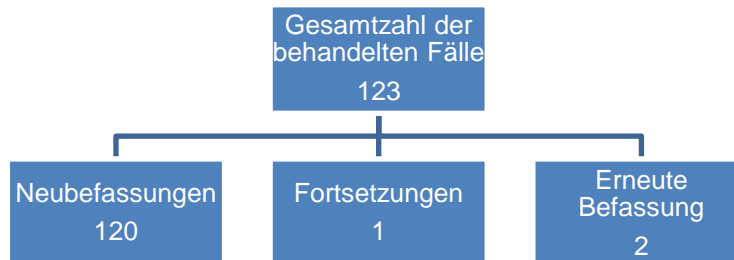 Gesamtzahl der
behandelten Fälle
123
Neubefassungen
120
Fortsetzungen
1
Erneute
Befassung
2